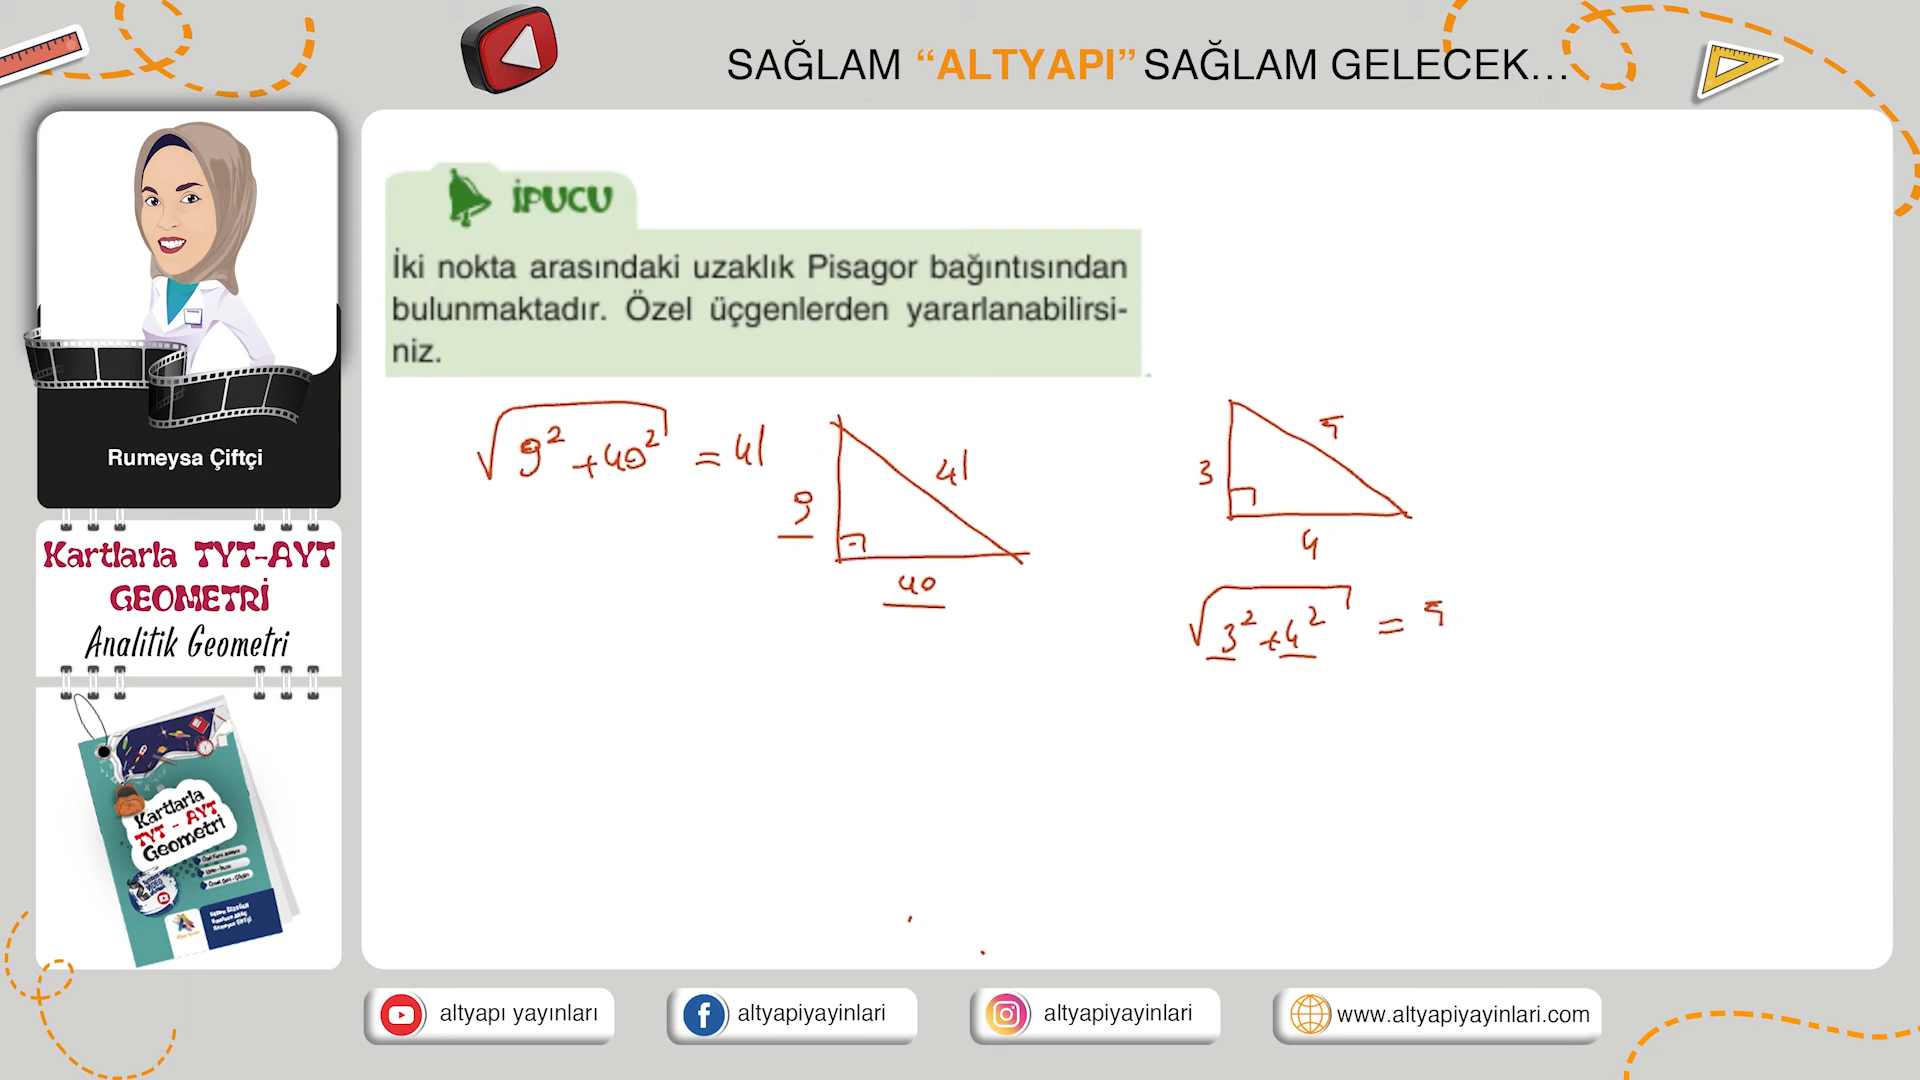 SAĞLAM “ALTYAPI” SAĞLAM GELECEK...
İPUCU
İki nokta arasındaki uzaklık Pisagor bağıntısından
bulunmaktadır. Özel üçgenlerden yararlanabilirsi-
niz.
√9²+40² = 41
41
9
40
5
3
4
√3²+4² = 5
Rumeysa Çiftçi
Kartlarla TYT-AYT
GEOMETRİ
Analitik Geometri
Kartlarla
TYT - AYT
Geometri
altyapı yayınları
altyapiyayinlari
altyapiyayinlari
www.altyapiyayinlari.com